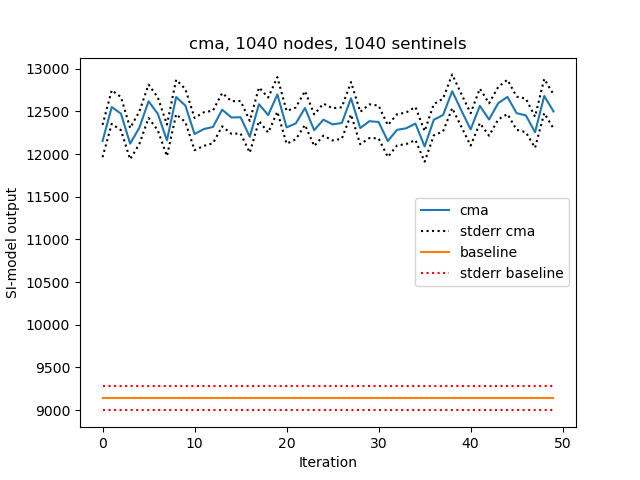 cma, 1040 nodes, 1040 sentinels
13000
12500
12000
11500
11000
10500
10000
9500
9000
SI-model output
cma
stderr cma
baseline
stderr baseline
0 10 20 30 40 50
Iteration